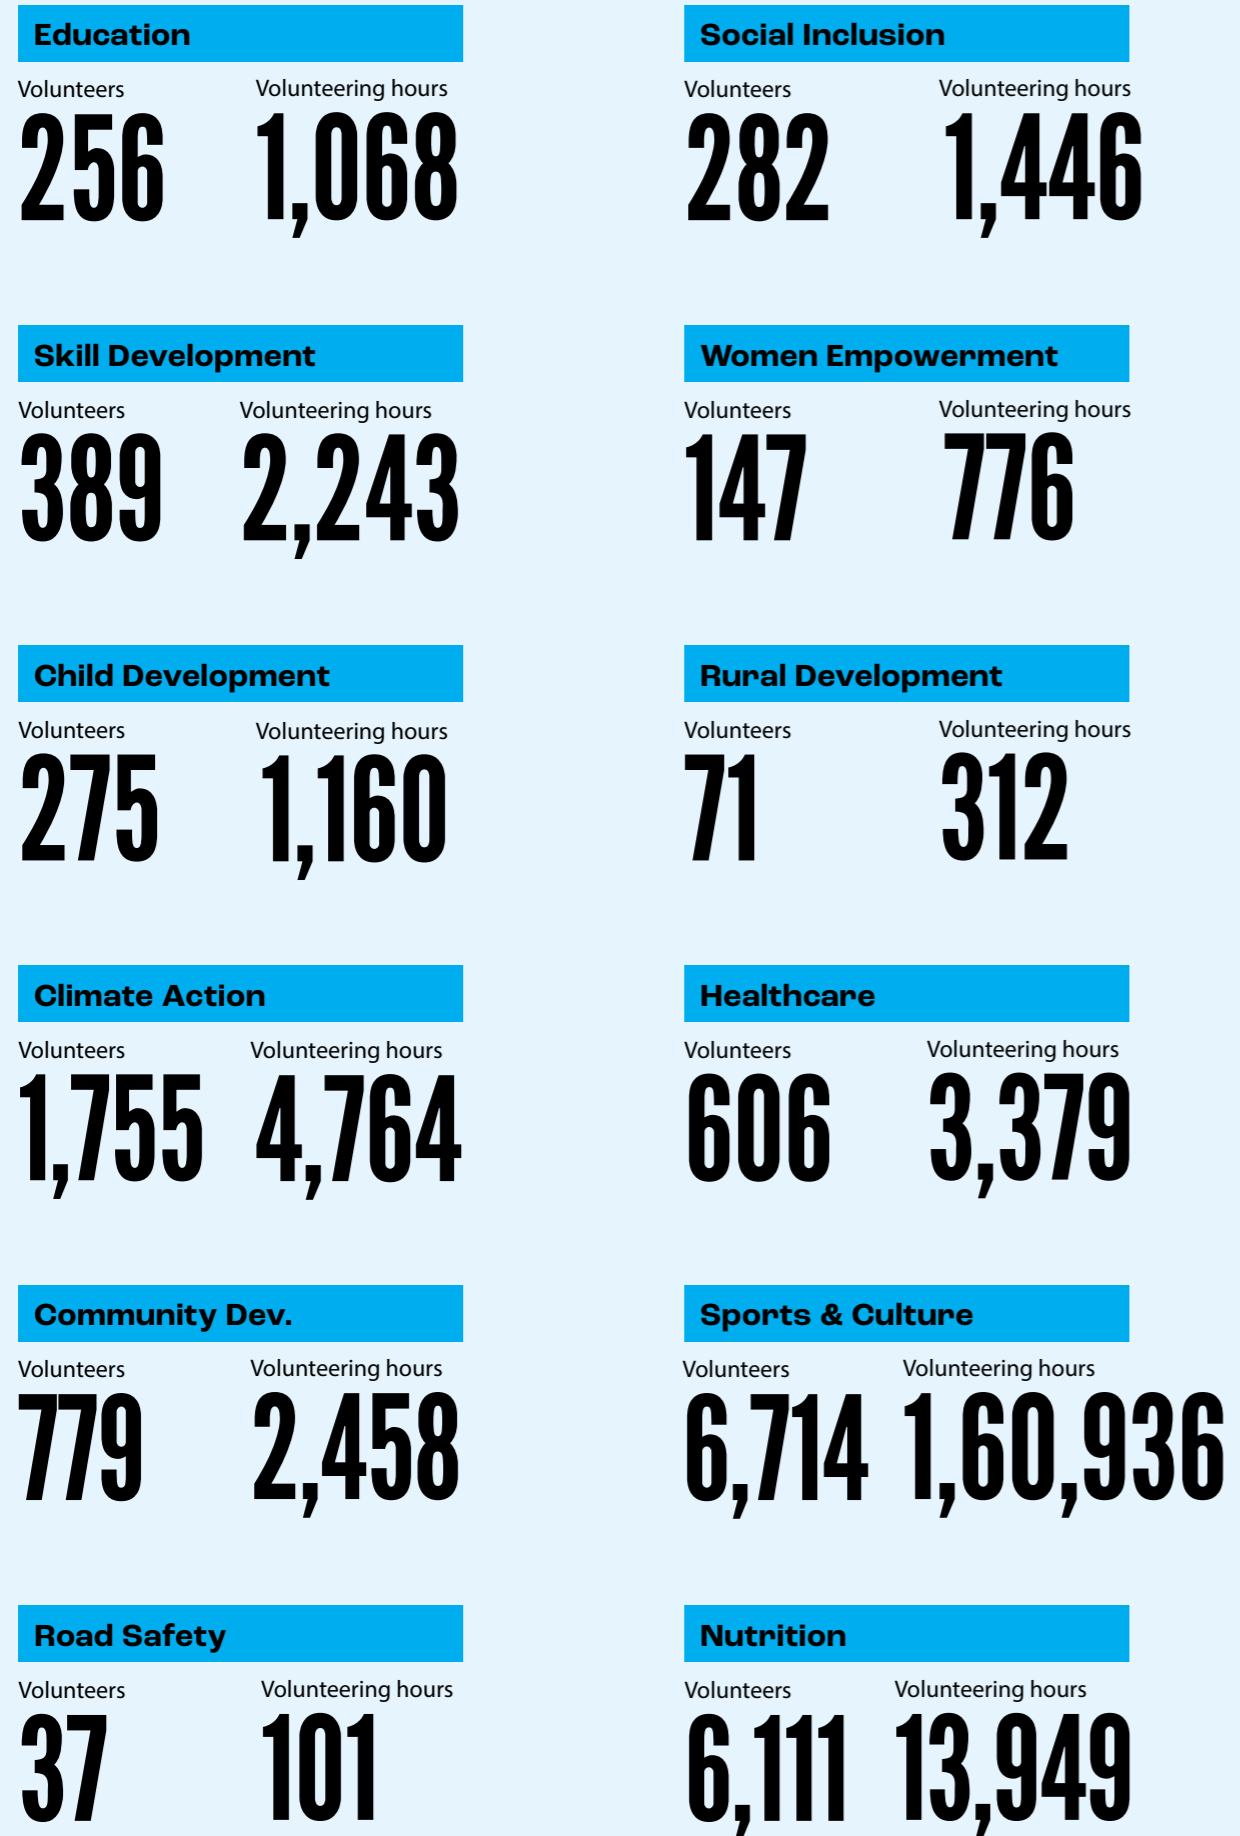 Education
Volunteers Volunteering hours
256 1,068
Social Inclusion
Volunteers Volunteering hours
282 1,446
Skill Development
Volunteers Volunteering hours
389 2,243
Women Empowerment
Volunteers Volunteering hours
147 776
Child Development
Volunteers Volunteering hours
275 1,160
Rural Development
Volunteers Volunteering hours
71 312
Climate Action
Volunteers Volunteering hours
1,755 4,764
Healthcare
Volunteers Volunteering hours
606 3,379
Community Dev.
Volunteers Volunteering hours
779 2,458
Sports & Culture
Volunteers Volunteering hours
6,714 1,60,936
Road Safety
Volunteers Volunteering hours
37 101
Nutrition
Volunteers Volunteering hours
6,111 13,949